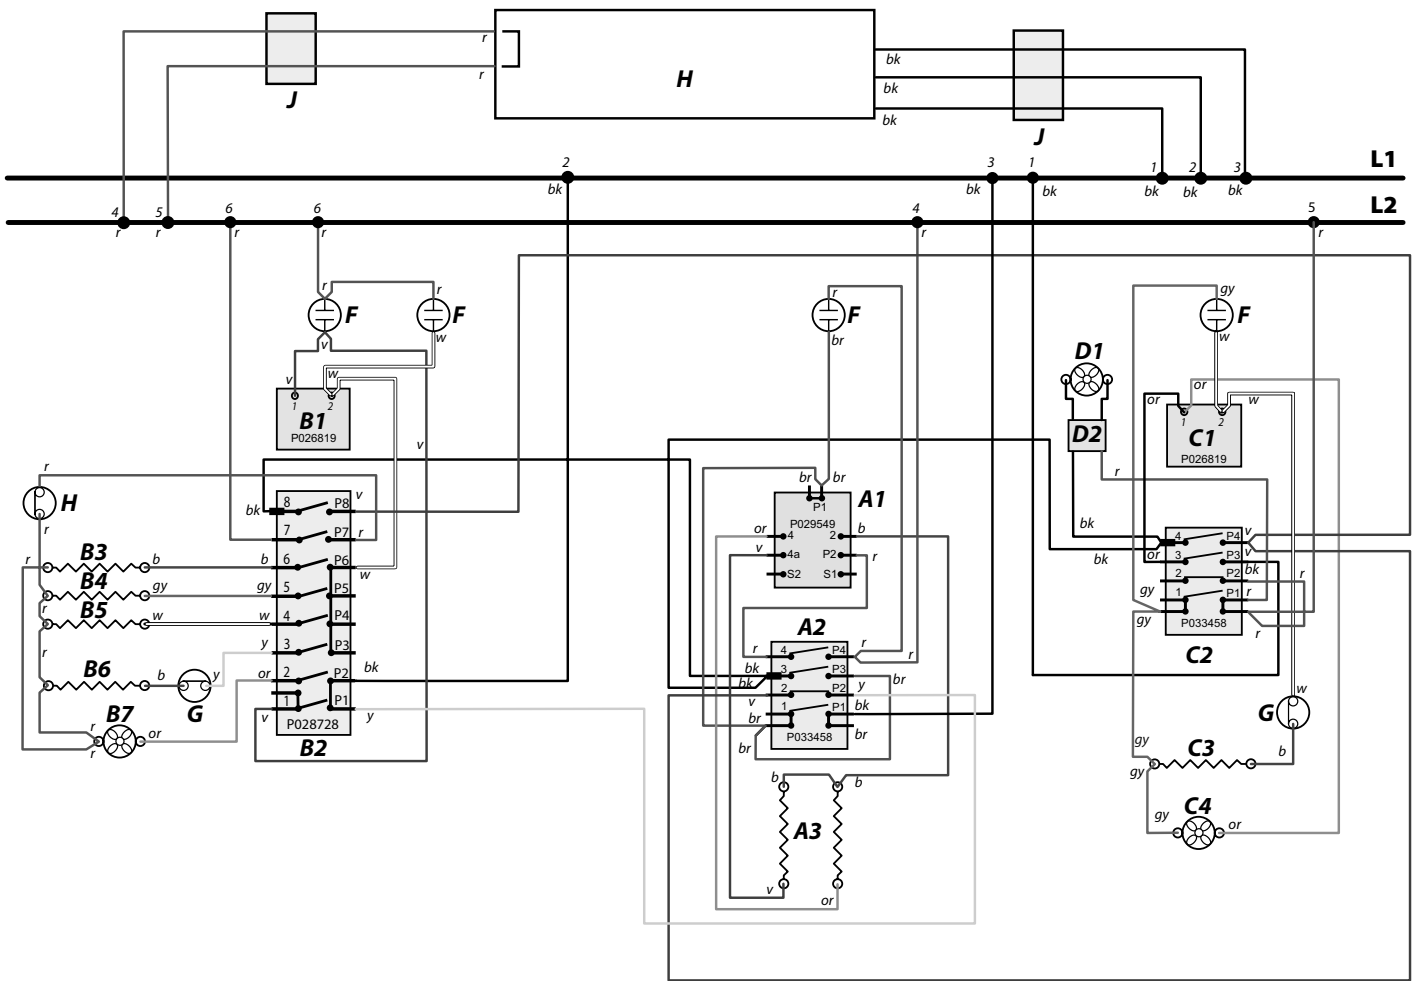 r
r
H
bk
bk
bk
J
J
2
3
1
1
2
3
L1
bk
bk
bk
bk
bk
bk
4
5
6
6
4
5
L2
r
r
r
r
r
r
r
r
F
F
r
F
gy
F
v
w
br
w
D1
v
w
or
or
w
1
2
B1
P026819
D2
1
2
C1
P026819
v
r
r
br
br
P1
A1
H
bk
8
P8
v
P029549
bk
r
7
P7
r
or
4
2
b
v
4a
P2
r
S2
S1
4
P4
v
bk
or
3
P3
v
r
B3
b
b
6
P6
w
2
P2
bk
r
B4
gy
gy
5
P5
gy
1
P1
r
r
B5
w
w
4
P4
gy
P033458
r
C2
A2
r
y
3
P3
r
4
P4
r
r
B6
b
y
or
2
P2
bk
bk
3
P3
br
bk
2
P2
y
w
G
v
1
P1
y
v
1
P1
bk
G
B7
r
or
P028728
br
P033458
br
r
B2
br
gy
C3
b
gy
b
b
A3
C4
gy
or
v
or